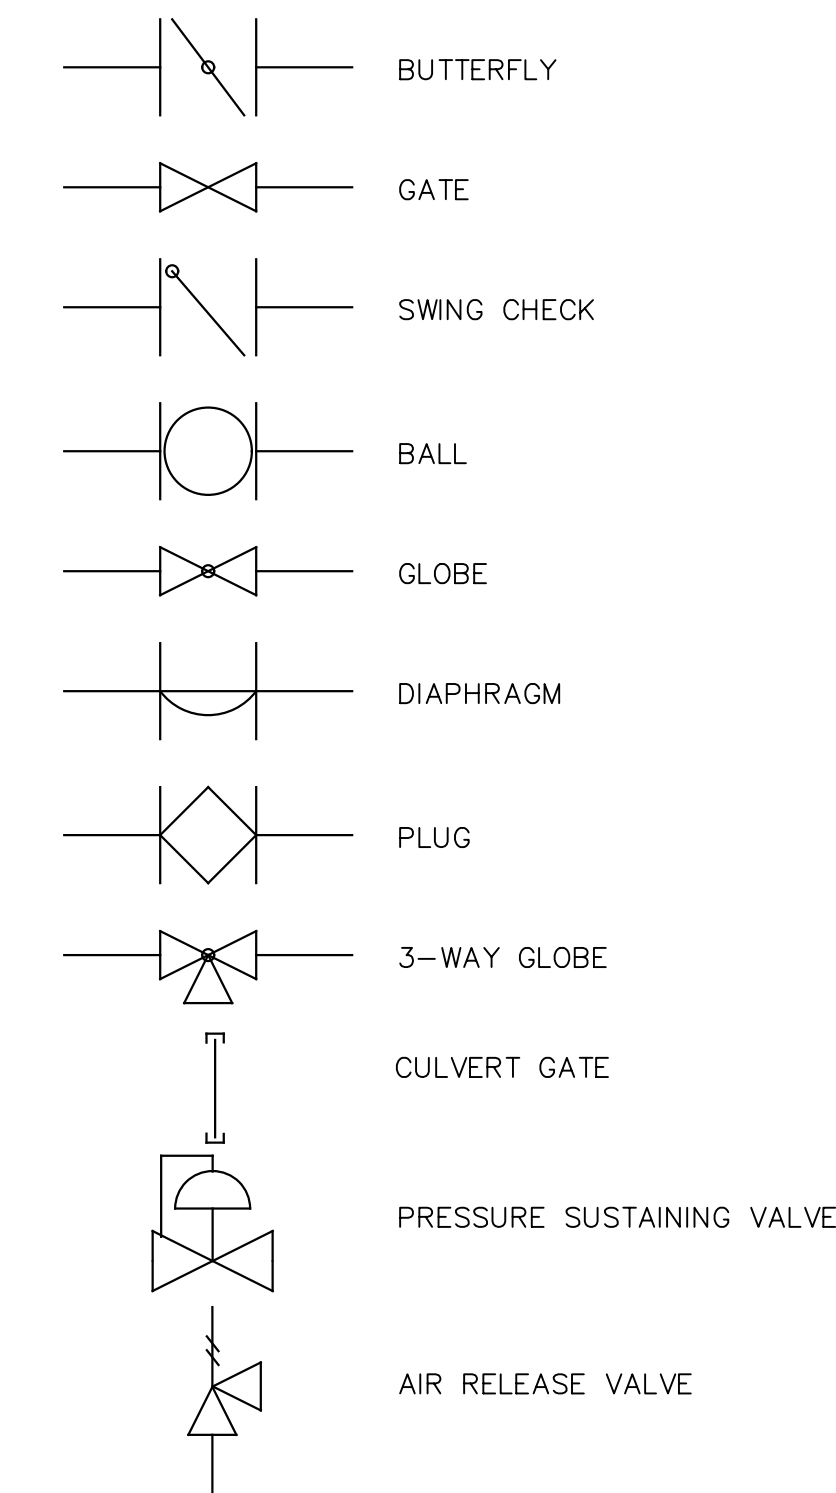 BUTTERFLY
GATE
SWING CHECK
BALL
GLOBE
DIAPHRAGM
PLUG
3-WAY GLOBE
CULVERT GATE
PRESSURE SUSTAINING VALVE
AIR RELEASE VALVE